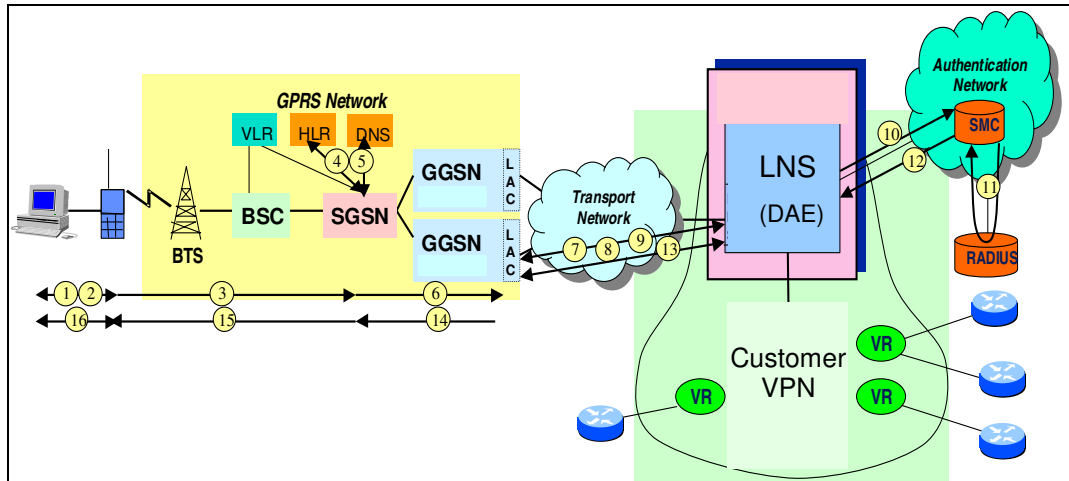 Authentication
Network
GPRS Network
SMC
VLR
HLR
DNS
10
12
4
5
11
GGSN
LAC
LNS
(DAE)
Transport
Network
BTS
BSC
SGSN
GGSN
LAC
7
8
9
13
RADIUS
1
2
3
6
16
15
14
Customer
VPN
VR
VR
VR